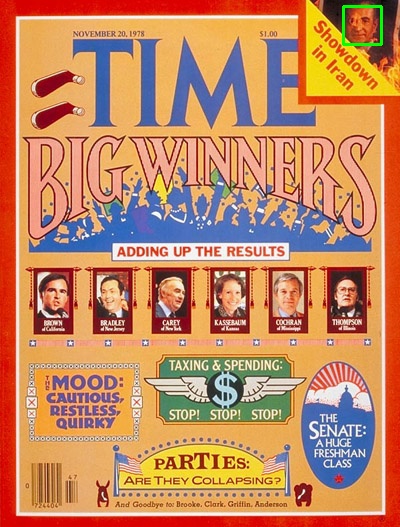 NOVEMBER 20, 1978
$1.00
Showdown
in Iran
TIME
BIG WINNERS
ADDING UP THE RESULTS
BROWN
of California
BRADLEY
of New Jersey
CAREY
of New York
KASSEBAUM
of Kansas
COCHRAN
of Mississippi
THOMPSON
of Illinois
THE MOOD:
CAUTIOUS,
RESTLESS,
QUIRKY
TAXING & SPENDING:
$
STOP! STOP! STOP!
THE
SENATE:
A HUGE
FRESHMAN
CLASS
PARTIES:
ARE THEY COLLAPSING?
And Goodbye to: Brooke, Clark, Griffin, Anderson
47
0
724404